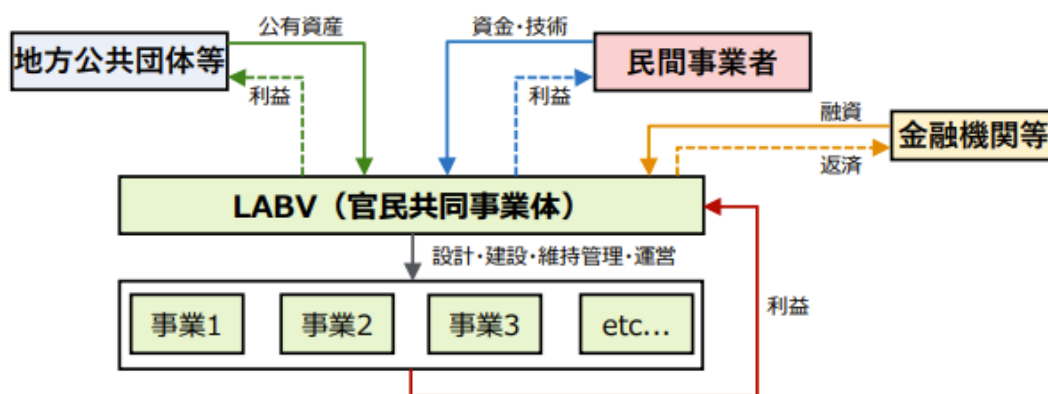 公有資産
資金・技術
地方公共団体等
民間事業者
利益
利益
融資
金融機関等
返済
LABV（官民共同事業体）
設計・建設・維持管理・運営
利益
事業1
事業2
事業3
etc...